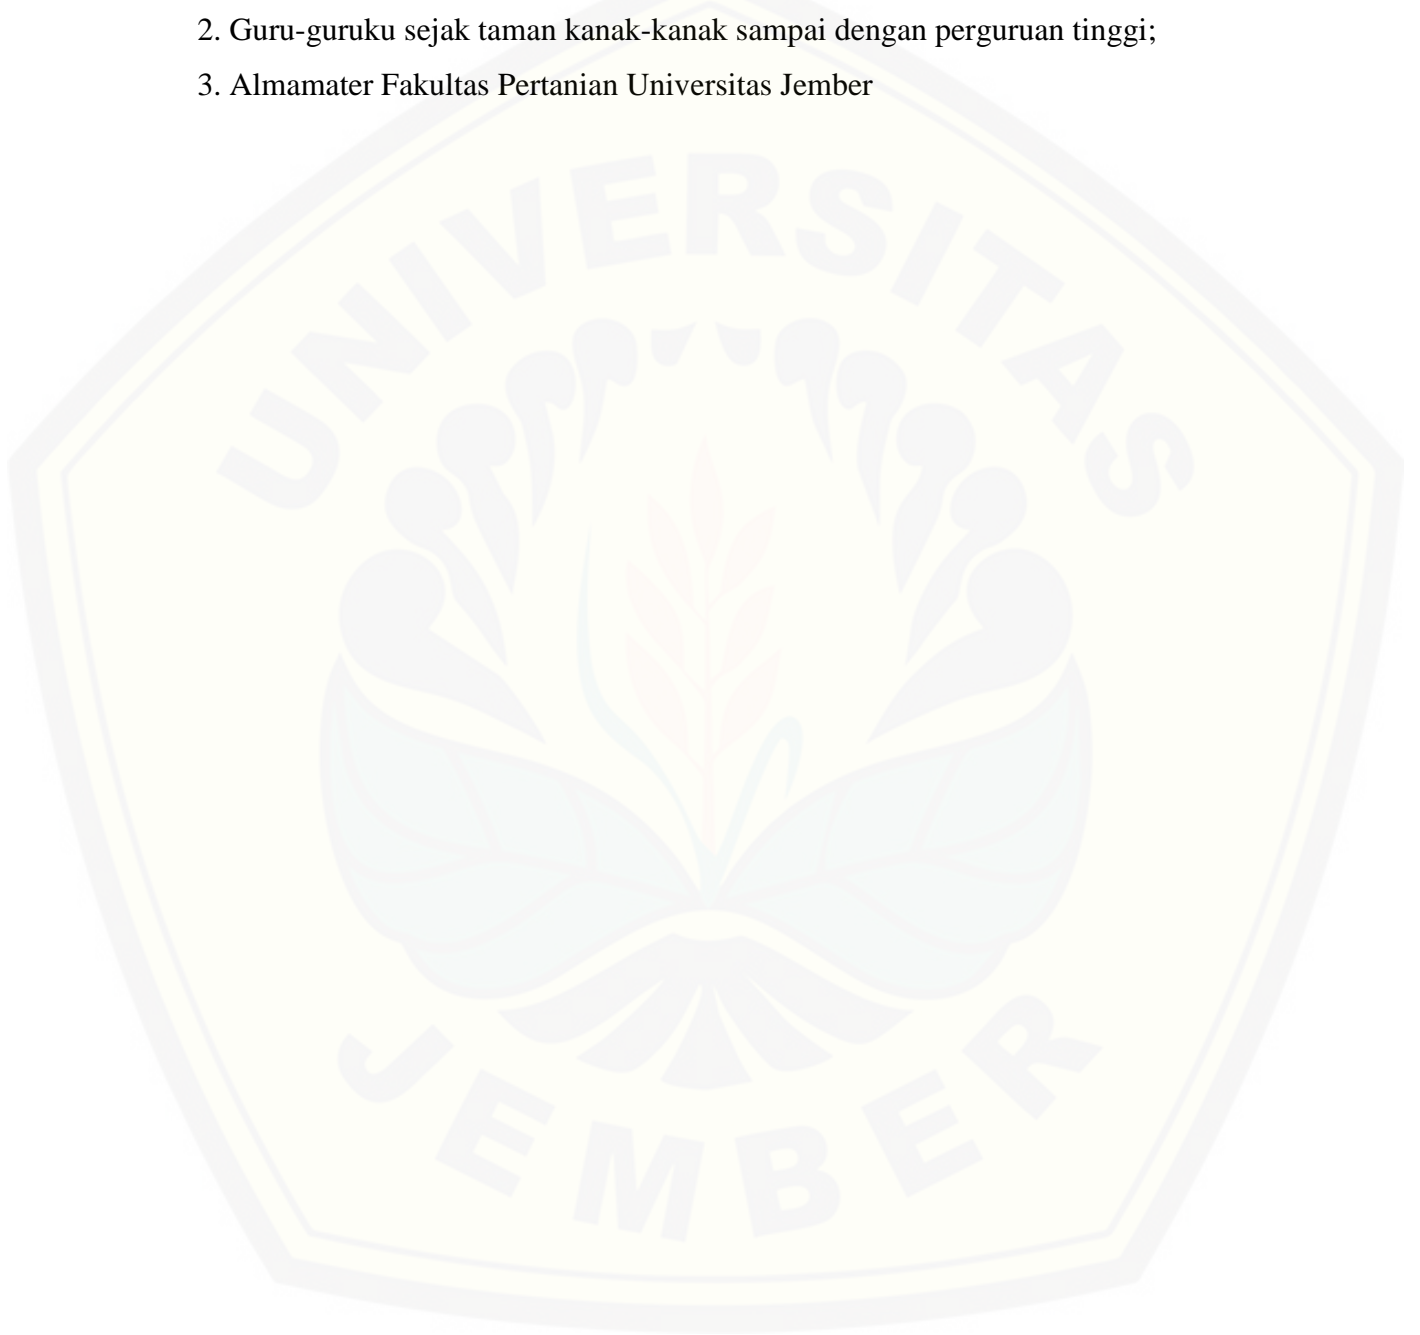 2. Guru-guruku sejak taman kanak-kanak sampai dengan perguruan tinggi;
3. Almamater Fakultas Pertanian Universitas Jember
UNIVERSITAS
JEMBER